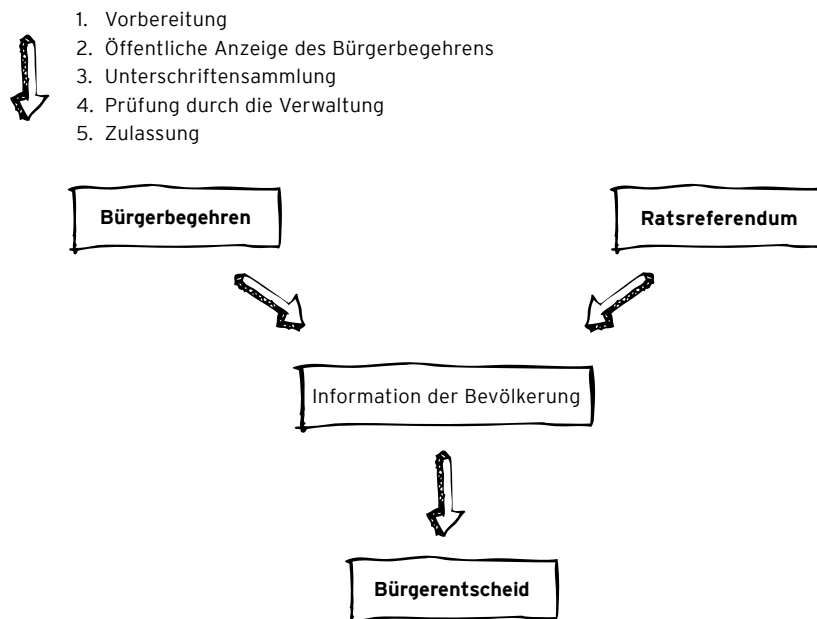 1. Vorbereitung
2. Öffentliche Anzeige des Bürgerbegehrens
3. Unterschriftensammlung
4. Prüfung durch die Verwaltung
5. Zulassung
Bürgerbegehren
Ratsreferendum
Information der Bevölkerung
Bürgerentscheid